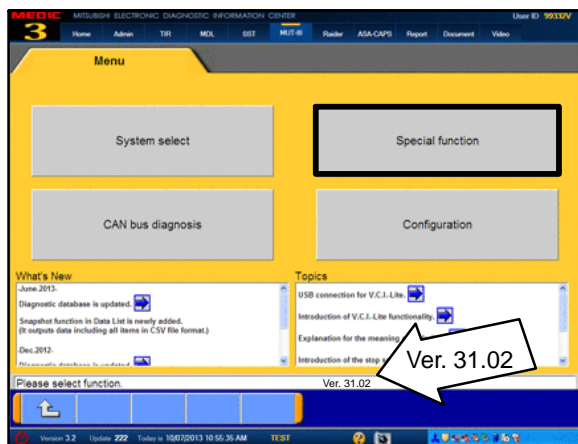 MEDIC MITSUBISHI ELECTRONIC DIAGNOSTIC INFORMATION CENTER User ID 99332V
3 Home Admin TIR MDL SST MUT-III Raider ASA-CAPS Report Document Video
Menu
System select
Special function
CAN bus diagnosis
Configuration
What's New
-June.2013-
Diagnostic database is updated.
Snapshot function in Data List is newly added.
(It outputs data including all items in CSV file format.)
-Dec.2012-
Diagnostic database is updated
Topics
USB connection for V.C.I.-Lite.
Introduction of V.C.I.-Lite functionality.
Explanation for the meaning
Introduction of the stop
Ver. 31.02
Please select function.
Ver. 31.02
Version 3.2 Update 222 Today is 10/07/2013 10:55:35 AM TEST